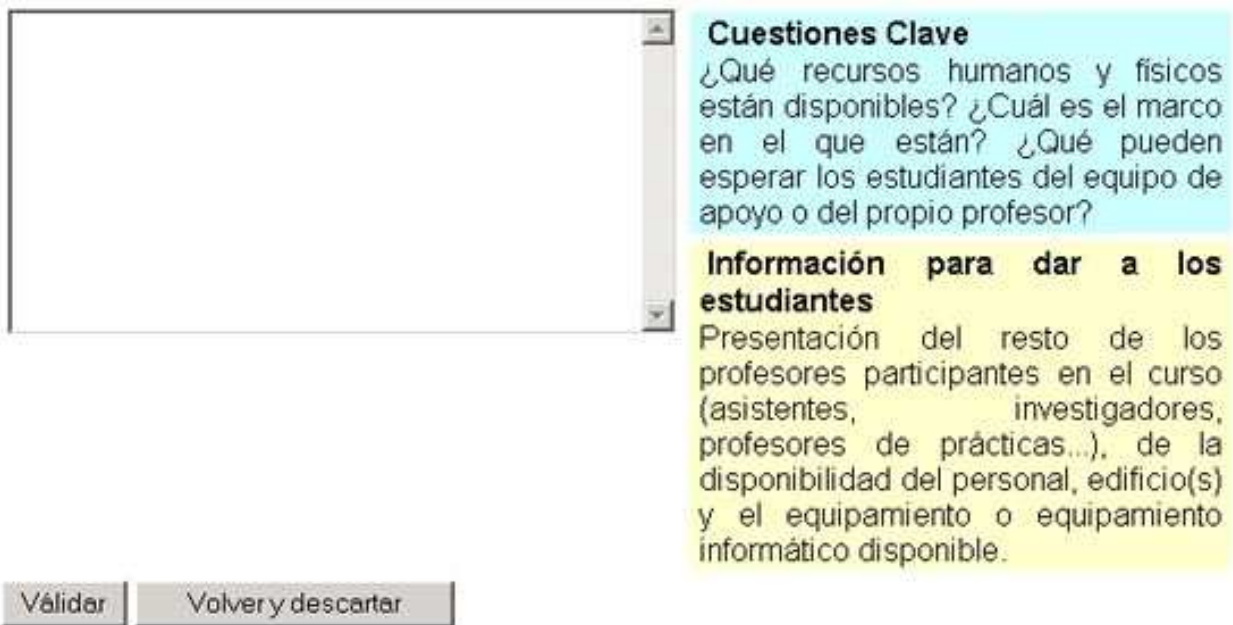 Cuestiones Clave
¿Qué recursos humanos y físicos
están disponibles? ¿Cuál es el marco
en el que están? ¿Qué pueden
esperar los estudiantes del equipo de
apoyo o del propio profesor?
Información para dar a los
estudiantes
Presentación del resto de los
profesores participantes en el curso
(asistentes, investigadores,
profesores de prácticas...), de la
disponibilidad del personal, edificio(s)
y el equipamiento o equipamiento
informático disponible.
Válidar
Volver y descartar